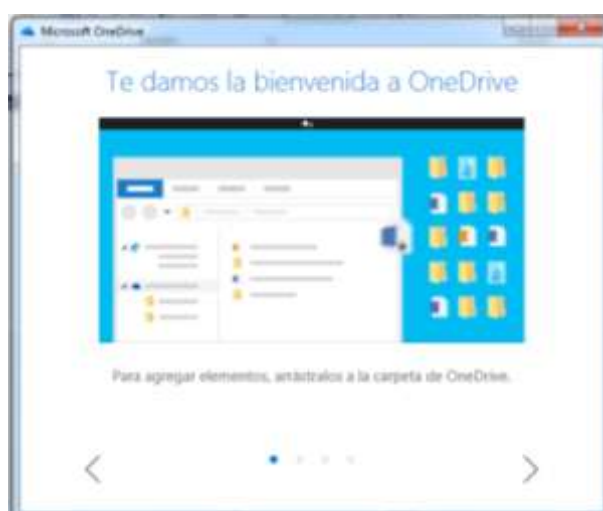 Microsoft OneDrive
Te damos la bienvenida a OneDrive
Para agregar elementos, arrástralos a la carpeta de OneDrive.